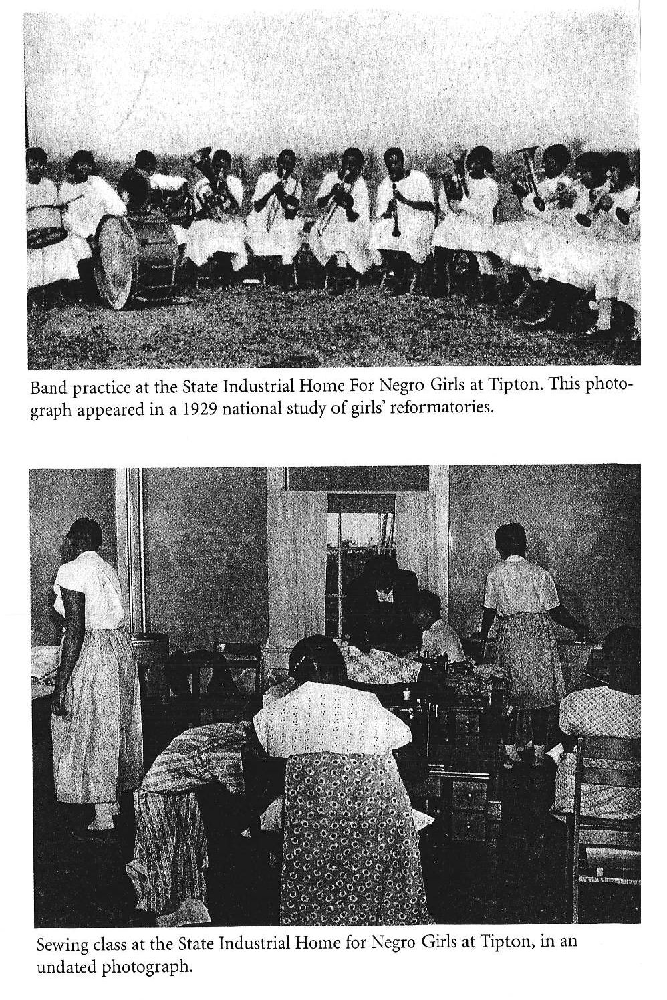 Band practice at the State Industrial Home For Negro Girls at Tipton. This photo-
graph appeared in a 1929 national study of girls’ reformatories.
Sewing class at the State Industrial Home for Negro Girls at Tipton, in an
undated photograph.